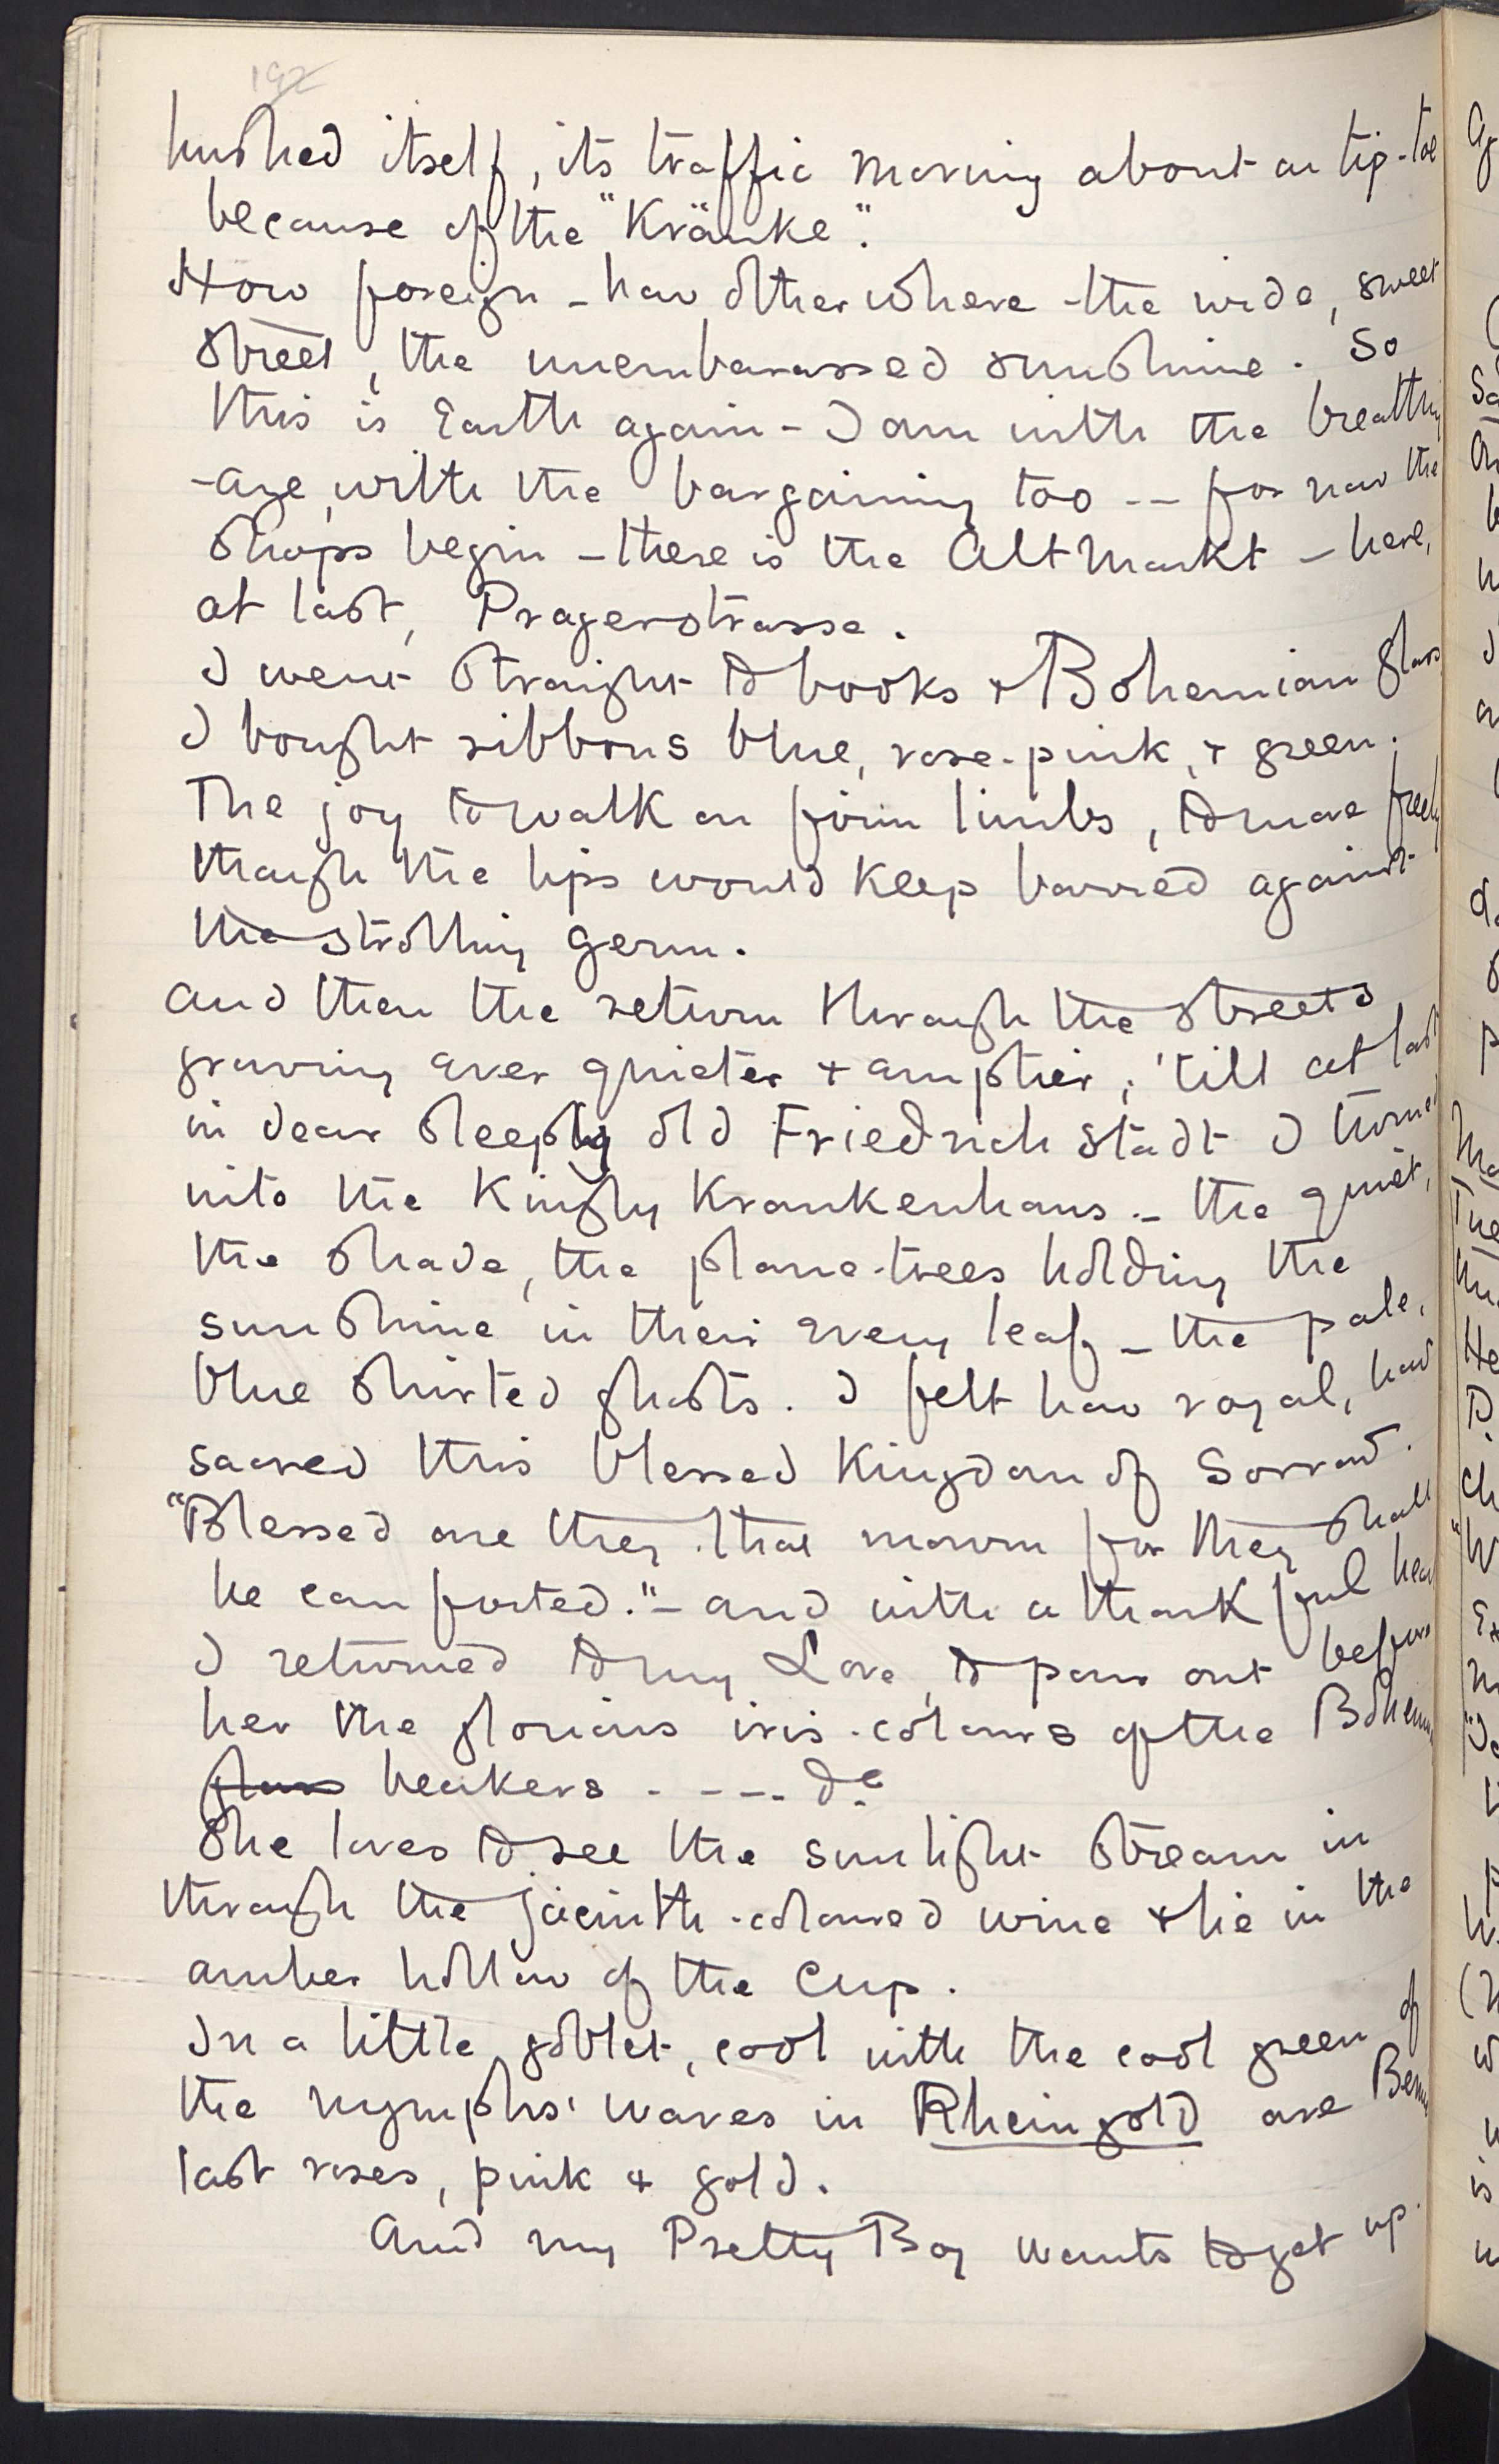 192
hushed itself, its traffic moving about on tip-toe
because of the "Kränke".
How foreign - how otherwhere - the wide, sweet
street, the unembarassed sunshine. So
this is Earth again - I am with the breathing
- aye, with the bargaining too -- for now the
shops begin - there is the Alt Markt - here,
at last, Pragerstrasse.
I went straight to books & Bohemian glass
I bought ribbons blue, rose-pink, & green.
The joy to walk on firm limbs, to move freely
though the lips would keep barred against
the strolling germ.
And then the return through the streets
growing ever quieter & emptier, 'till at last
in dear sleepy old Friedrich stadt I turned
into the Kingly Krankenhaus - the quiet,
the shade, the plane-trees holding the
sunshine in their every leaf - the pale,
blue shirted ghosts. I felt how royal, how
sacred this blessed Kingdom of Sorrow.
"Blessed are they that mourn for they shall
be comforted." - and with a thankful heart
I returned to my Love, to pour out before
her the glorious iris-colours of the Bohemian
glass beakers - - - -
She loves to see the sunlight stream in
through the jacinth-coloured wine & lie in the
amber hollow of the Cup.
In a little goblet, cool with the cool green of
the nymphs' waves in Rheingold are
last roses, pink & gold.
And my Pretty Boy wants to get up.